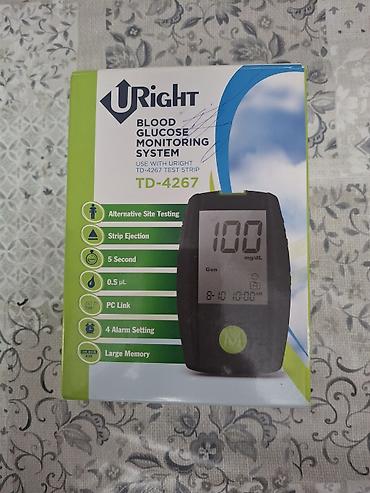 URIGHT
BLOOD
GLUCOSE
MONITORING
SYSTEM
USE WITH URIGHT
TD-4267 TEST STRIP
TD-4267
Alternative Site Testing
Strip Ejection
5 Second
0.5 µL
PC Link
4 Alarm Setting
Large Memory
100
mg/dL
Gen
8-10 10:00AM
M